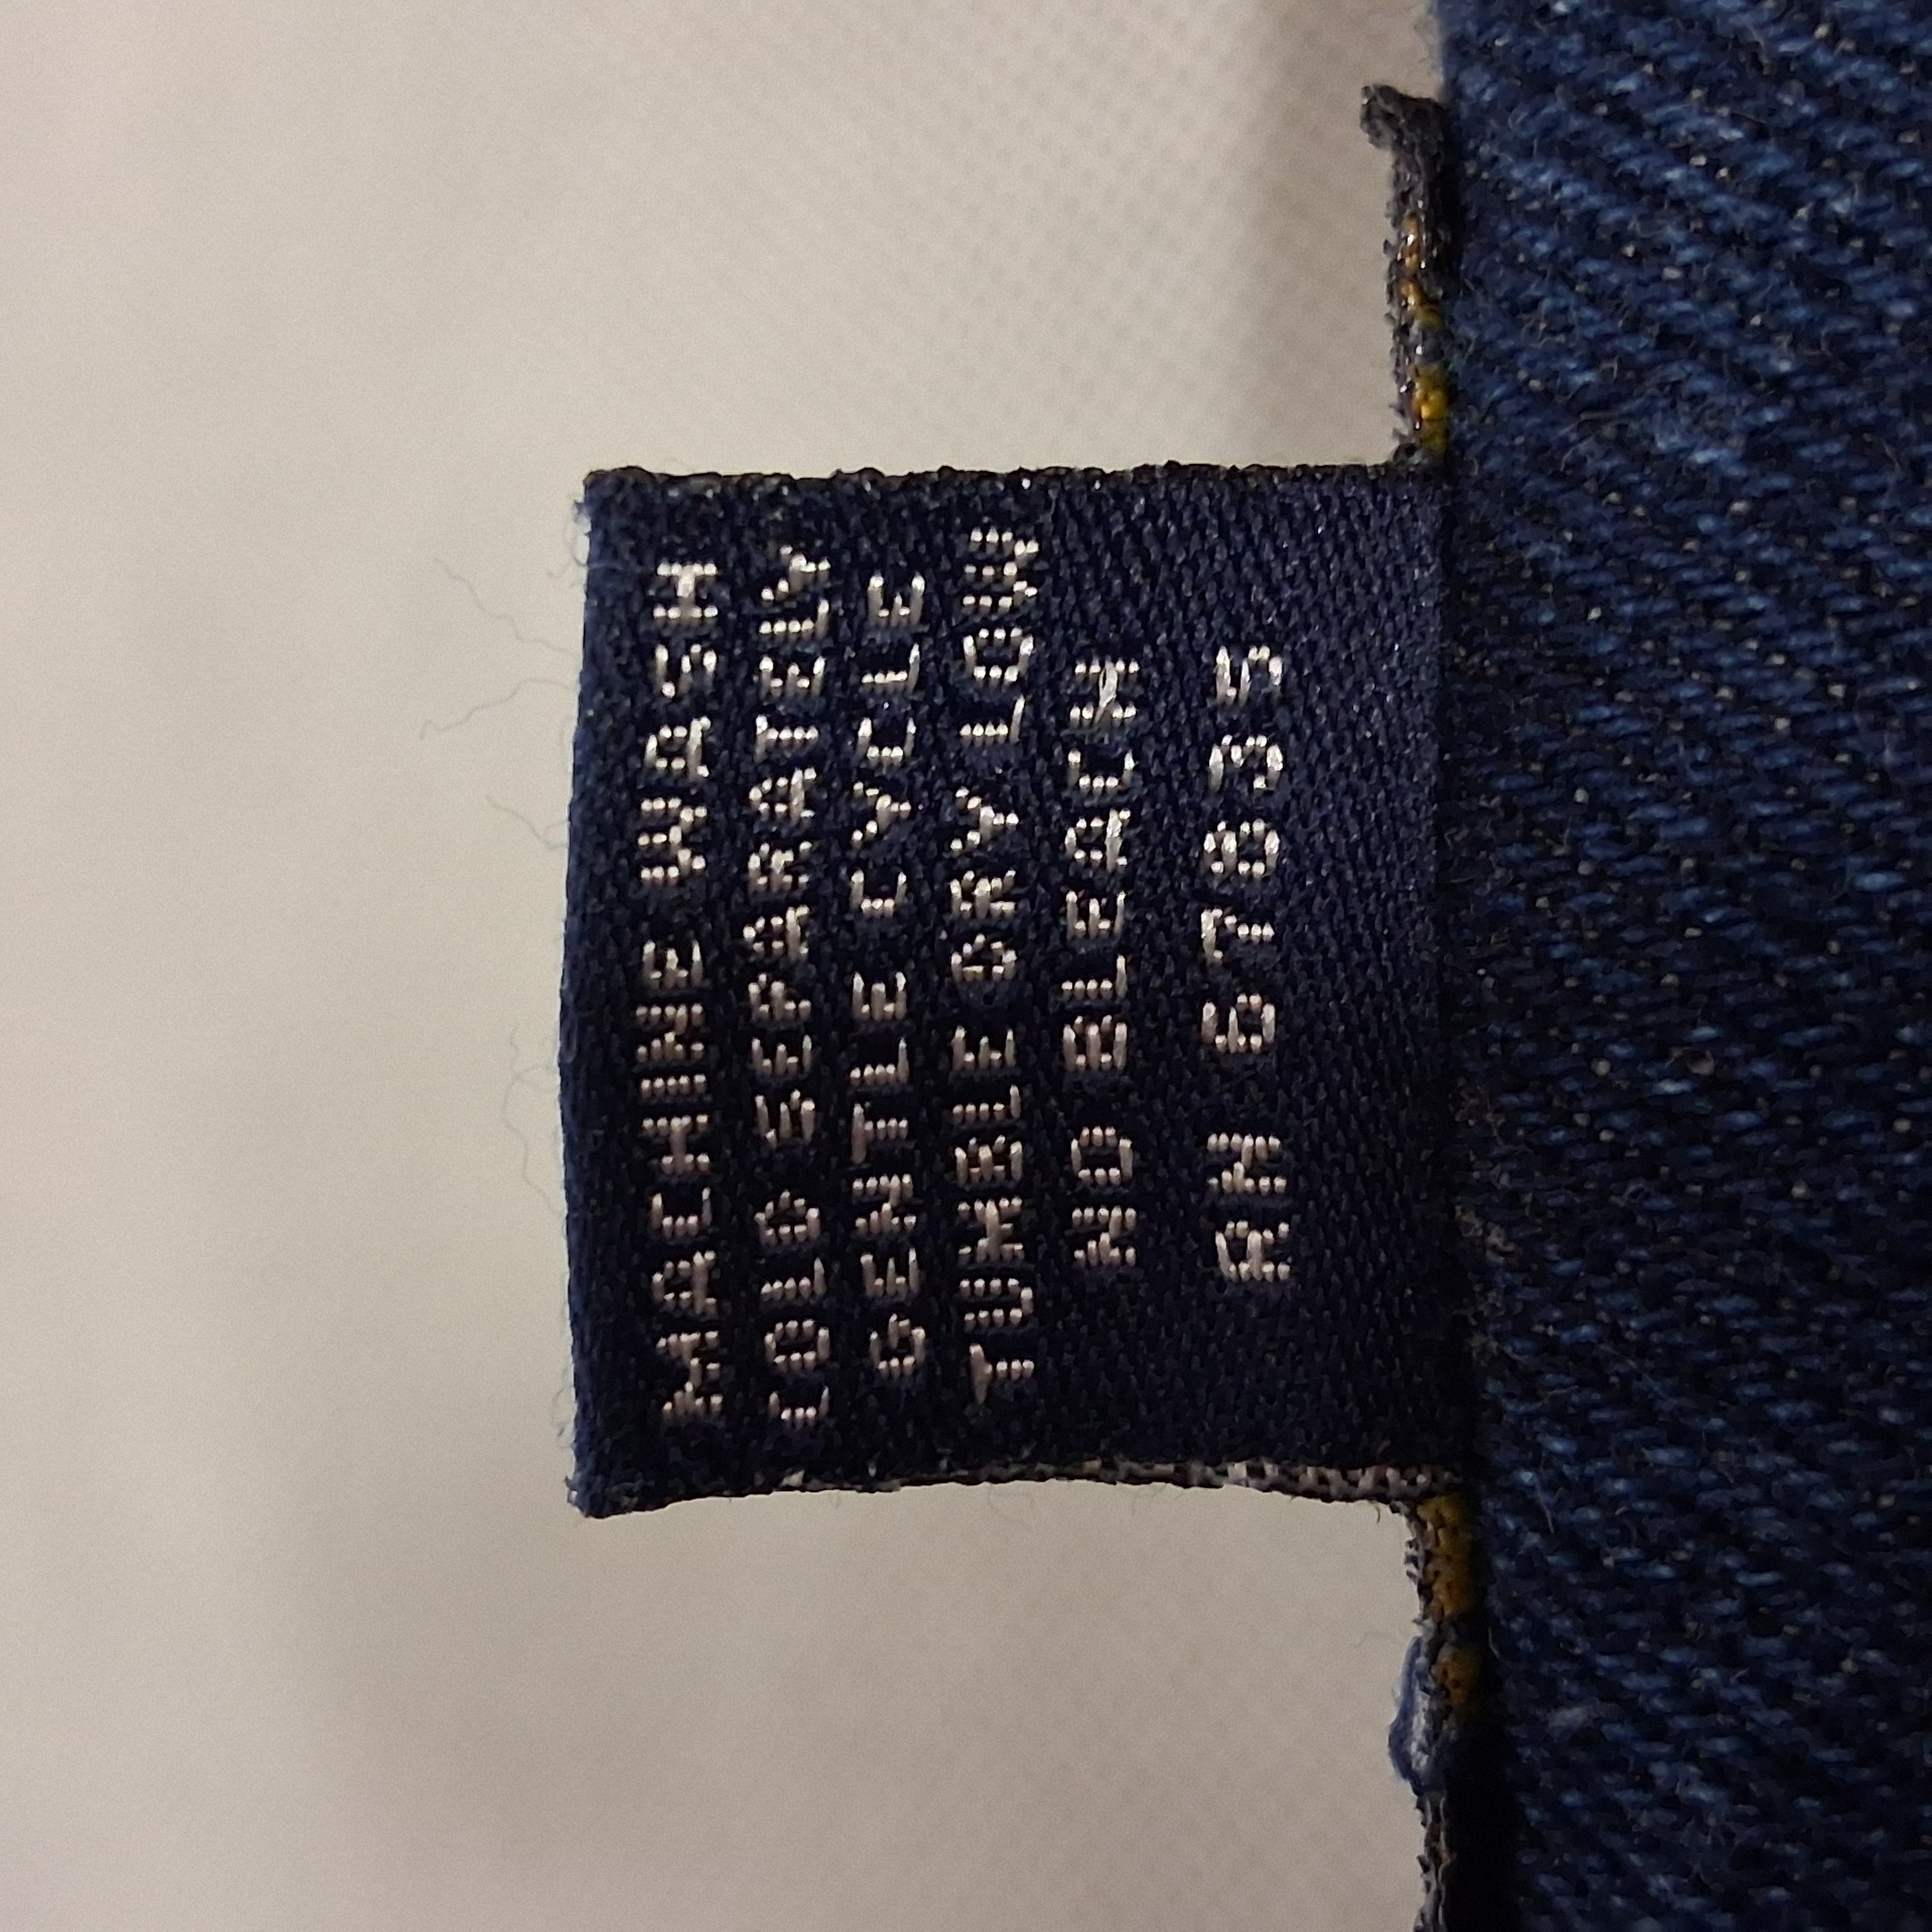 MACHINE WASH
COLD SEPARATELY
GENTLE CYCLE
TUMBLE DRY LOW
NO BLEACH
RN 67835